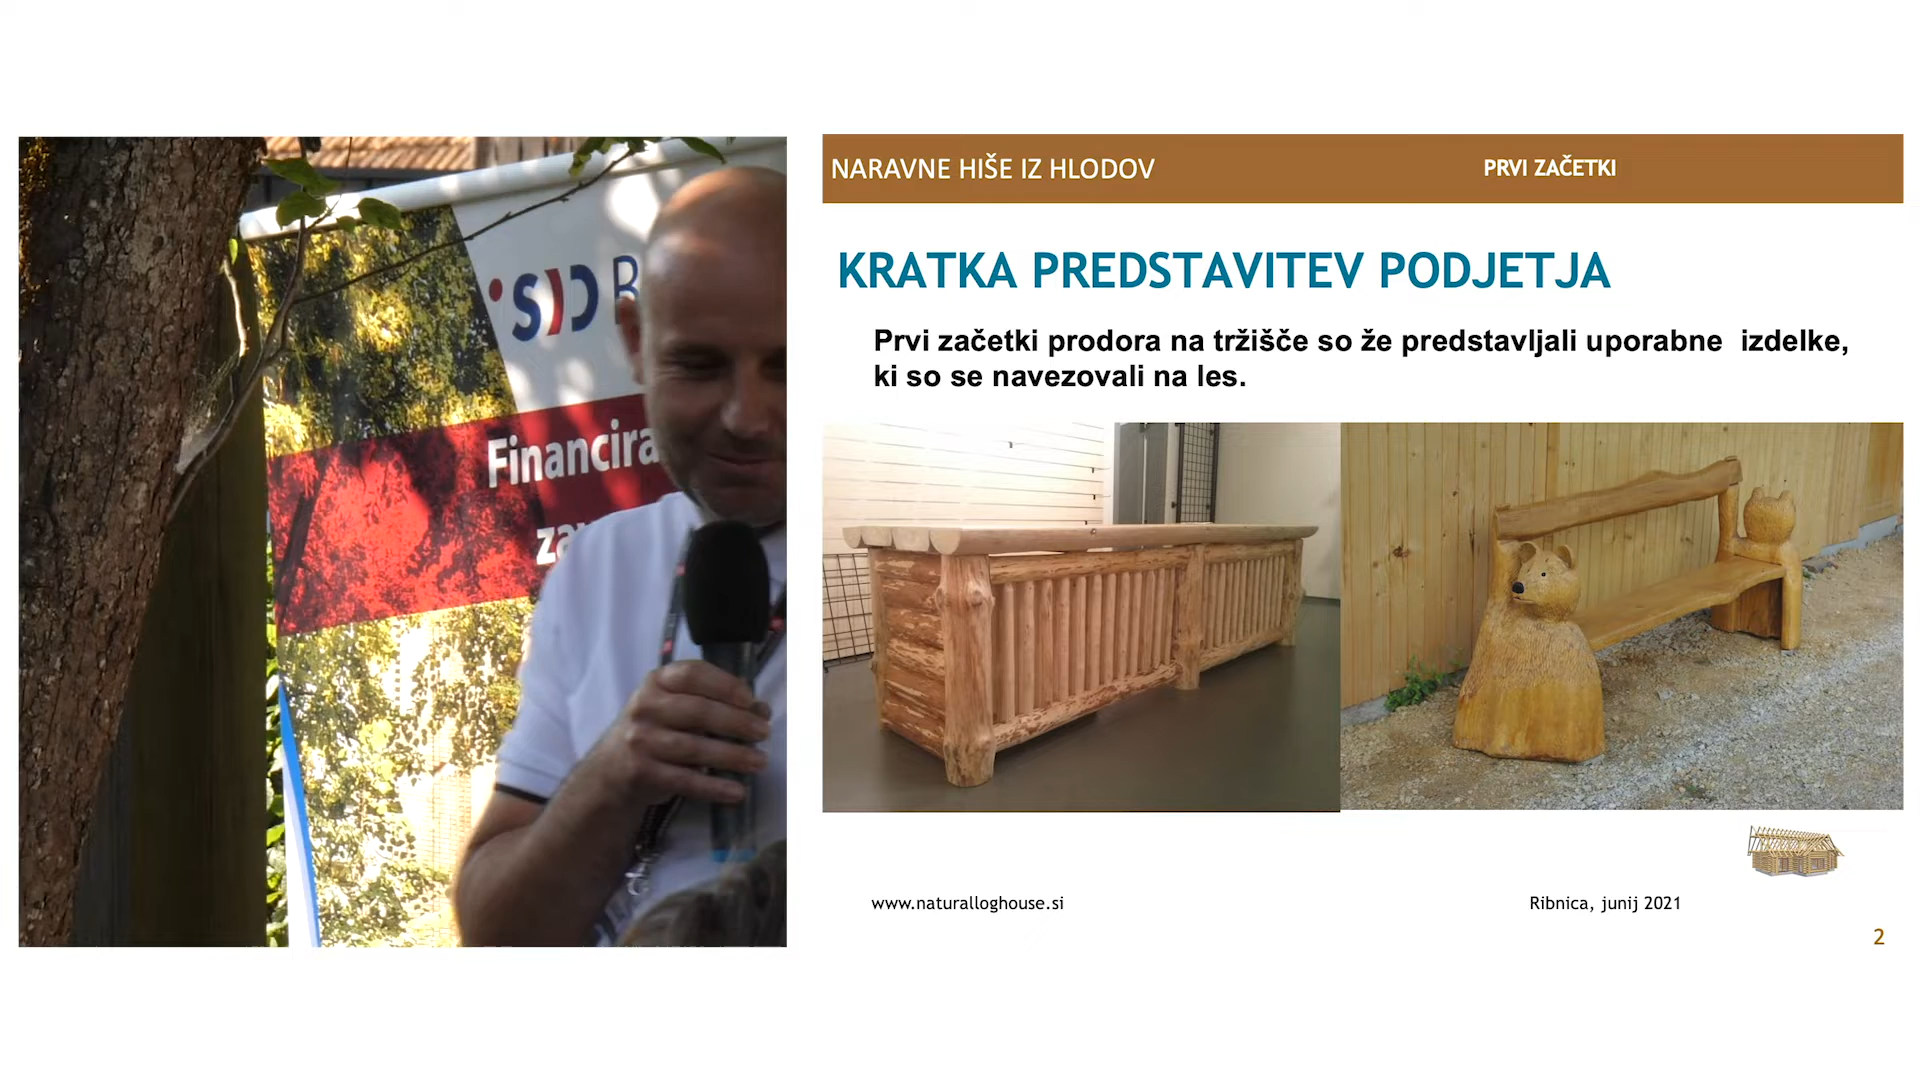 SID
Financira
NARAVNE HIŠE IZ HLODOV
PRVI ZAČETKI
KRATKA PREDSTAVITEV PODJETJA
Prvi začetki prodora na tržišče so že predstavljali uporabne izdelke,
ki so se navezovali na les.
www.naturalloghouse.si
Ribnica, junij 2021
2